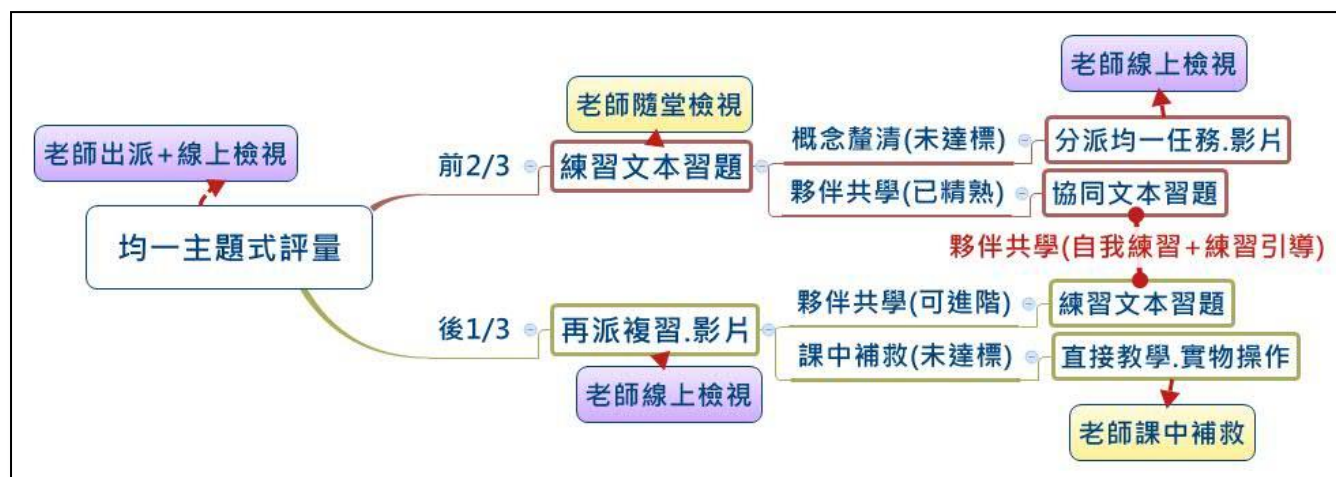 老師線上檢視
老師隨堂檢視
老師出派+線上檢視
概念釐清(未達標)
分派均一任務.影片
前2/3
練習文本習題
夥伴共學(已精熟)
協同文本習題
均一主題式評量
夥伴共學(自我練習+練習引導)
夥伴共學(可進階)
練習文本習題
後1/3
再派複習.影片
課中補救(未達標)
直接教學.實物操作
老師線上檢視
老師課中補救